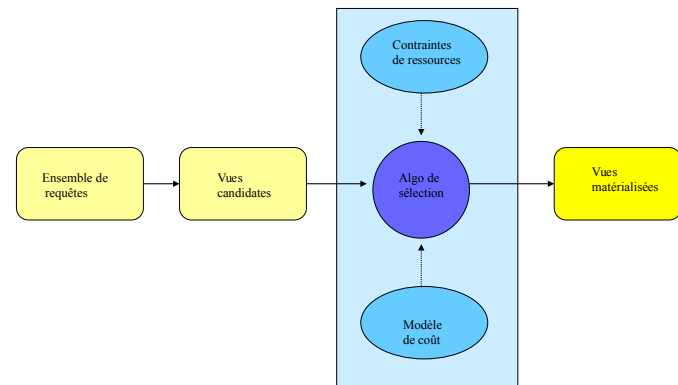 Contraintes
de ressources
Ensemble de
requêtes
Vues
candidates
Algo de
sélection
Vues
matérialisées
Modèle
de coût